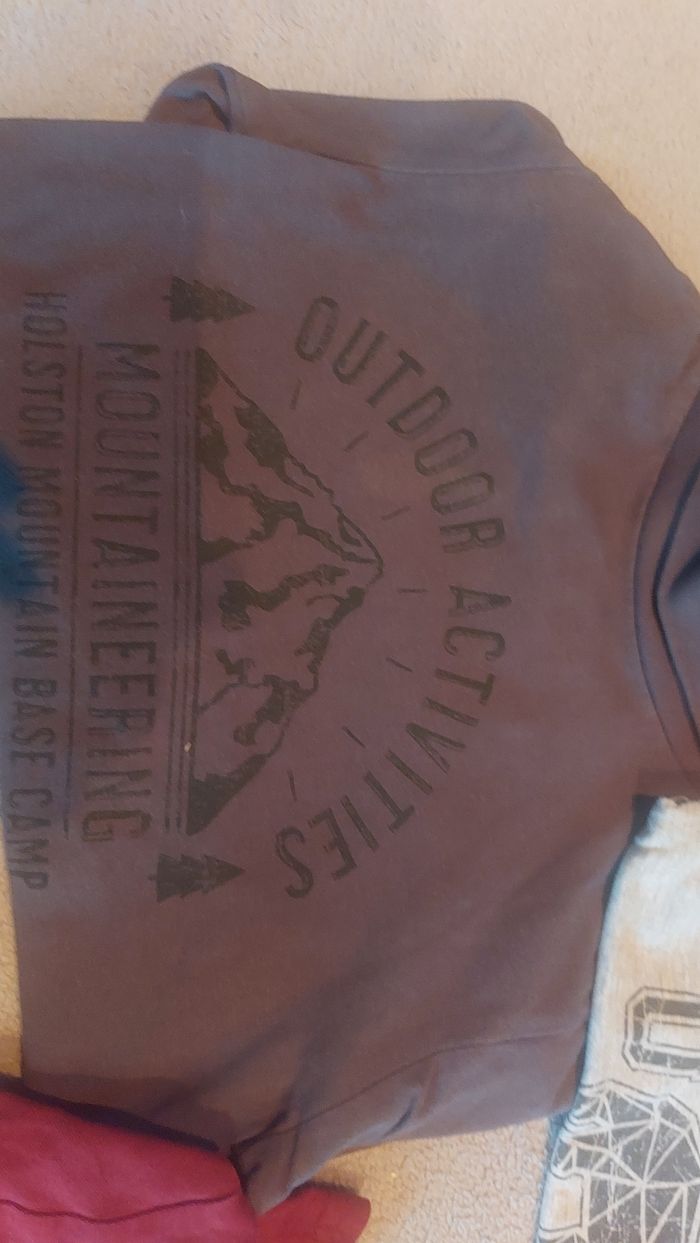 OUTDOOR ACTIVITIES
MOUNTAINEERING
HOLSTON MOUNTAIN BASE CAMP